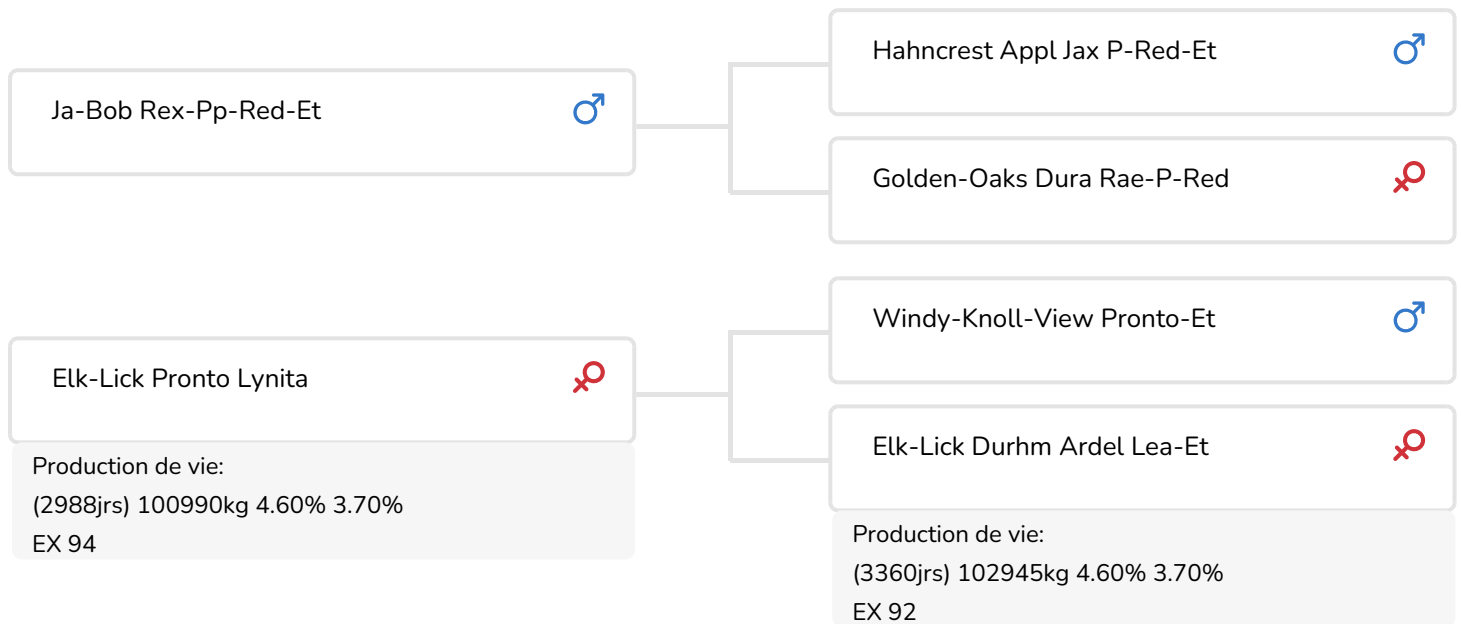 Hahncrest Appl Jax P-Red-Et
Ja-Bob Rex-Pp-Red-Et
Golden-Oaks Dura Rae-P-Red
Windy-Knoll-View Pronto-Et
Elk-Lick Pronto Lynita
Production de vie:
(2988jrs) 100990kg 4.60% 3.70%
EX 94
Elk-Lick Durhm Ardel Lea-Et
Production de vie:
(3360jrs) 102945kg 4.60% 3.70%
EX 92